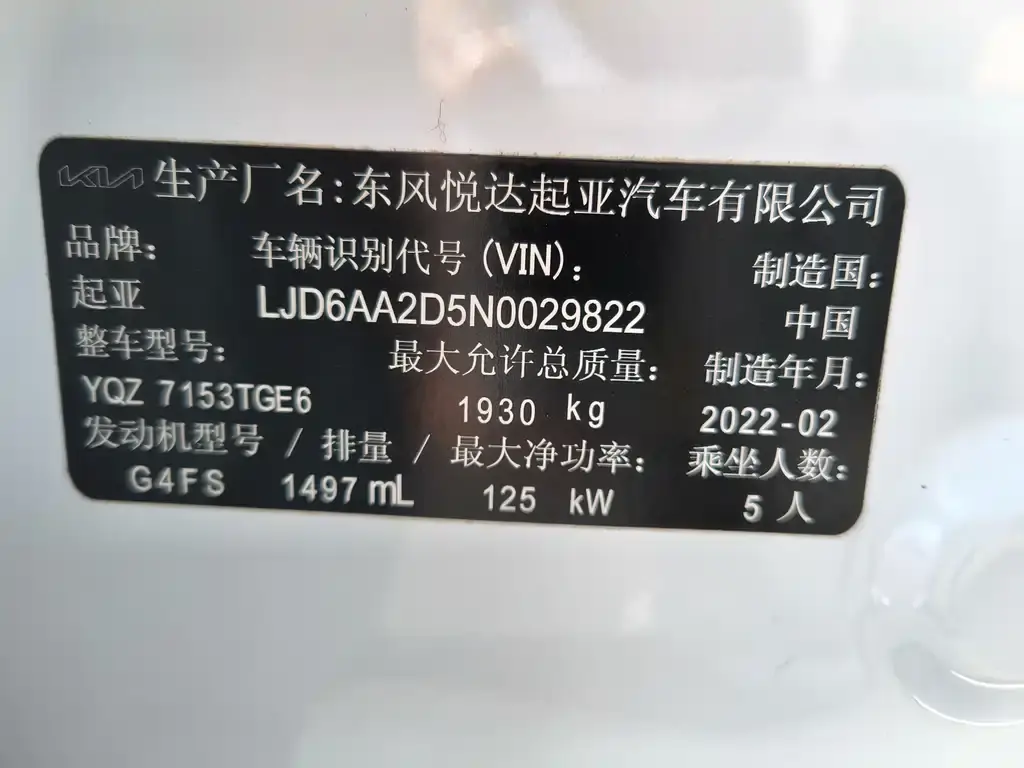 KIA 生产厂名:东风悦达起亚汽车有限公司
品牌: 车辆识别代号(VIN): 制造国:
起亚 LJD6AA2D5N0029822 中国
整车型号: 最大允许总质量: 制造年月:
YQZ 7153TGE6 1930 kg 2022-02
发动机型号 / 排量 / 最大净功率: 乘坐人数:
G4FS 1497 mL 125 kW 5 人